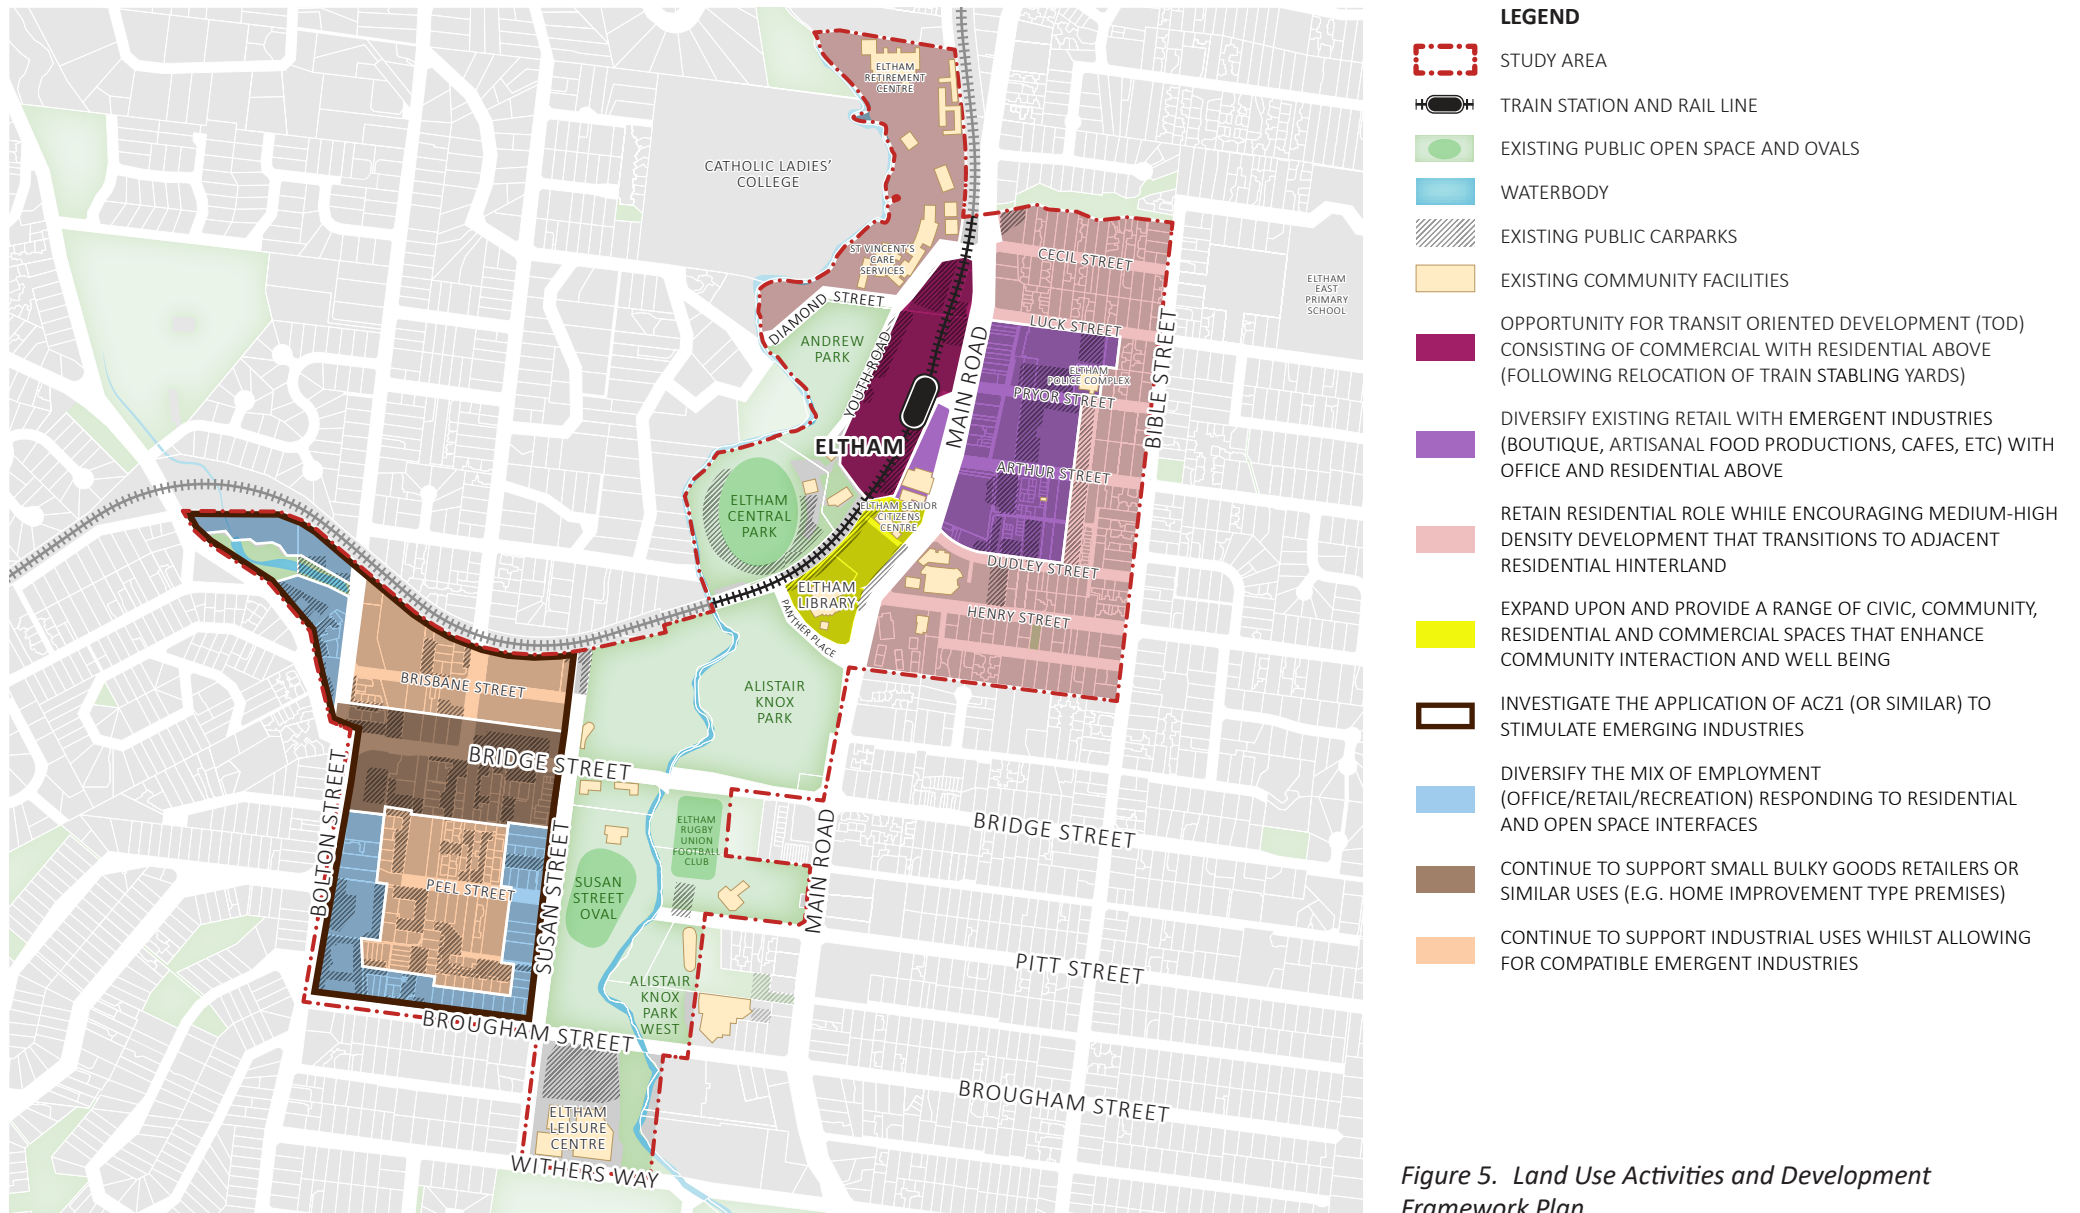 ELTHAM
RETIREMENT
CENTRE
CATHOLIC LADIES'
COLLEGE
ST VINCENT'S
CARE
SERVICES
DIAMOND STREET
ANDREW
PARK
YOUTH ROAD
CECIL STREET
LUCK STREET
ELTHAM
EAST
PRIMARY
SCHOOL
ELTHAM
POLICE COMPLEX
PRYOR STREET
MAIN ROAD
BIBLE STREET
ELTHAM
ARTHUR STREET
ELTHAM
CENTRAL
PARK
ELTHAM SENIOR
CITIZENS
CENTRE
DUDLEY STREET
ELTHAM
LIBRARY
HENRY STREET
PANTHER PLACE
BRISBANE STREET
ALISTAIR
KNOX
PARK
BRIDGE STREET
BOLTON STREET
ELTHAM
RUGBY
UNION
FOOTBALL
CLUB
MAIN ROAD
BRIDGE STREET
PEEL STREET
SUSAN STREET
SUSAN
STREET
OVAL
PITT STREET
ALISTAIR
KNOX
PARK
WEST
BROUGHAM STREET
BROUGHAM STREET
ELTHAM
LEISURE
CENTRE
WITHERS WAY
LEGEND
STUDY AREA
TRAIN STATION AND RAIL LINE
EXISTING PUBLIC OPEN SPACE AND OVALS
WATERBODY
EXISTING PUBLIC CARPARKS
EXISTING COMMUNITY FACILITIES
OPPORTUNITY FOR TRANSIT ORIENTED DEVELOPMENT (TOD)
CONSISTING OF COMMERCIAL WITH RESIDENTIAL ABOVE
(FOLLOWING RELOCATION OF TRAIN STABLING YARDS)
DIVERSIFY EXISTING RETAIL WITH EMERGENT INDUSTRIES
(BOUTIQUE, ARTISANAL FOOD PRODUCTIONS, CAFES, ETC) WITH
OFFICE AND RESIDENTIAL ABOVE
RETAIN RESIDENTIAL ROLE WHILE ENCOURAGING MEDIUM-HIGH
DENSITY DEVELOPMENT THAT TRANSITIONS TO ADJACENT
RESIDENTIAL HINTERLAND
EXPAND UPON AND PROVIDE A RANGE OF CIVIC, COMMUNITY,
RESIDENTIAL AND COMMERCIAL SPACES THAT ENHANCE
COMMUNITY INTERACTION AND WELL BEING
INVESTIGATE THE APPLICATION OF ACZ1 (OR SIMILAR) TO
STIMULATE EMERGING INDUSTRIES
DIVERSIFY THE MIX OF EMPLOYMENT
(OFFICE/RETAIL/RECREATION) RESPONDING TO RESIDENTIAL
AND OPEN SPACE INTERFACES
CONTINUE TO SUPPORT SMALL BULKY GOODS RETAILERS OR
SIMILAR USES (E.G. HOME IMPROVEMENT TYPE PREMISES)
CONTINUE TO SUPPORT INDUSTRIAL USES WHILST ALLOWING
FOR COMPATIBLE EMERGENT INDUSTRIES
Figure 5. Land Use Activities and Development
Framework Plan